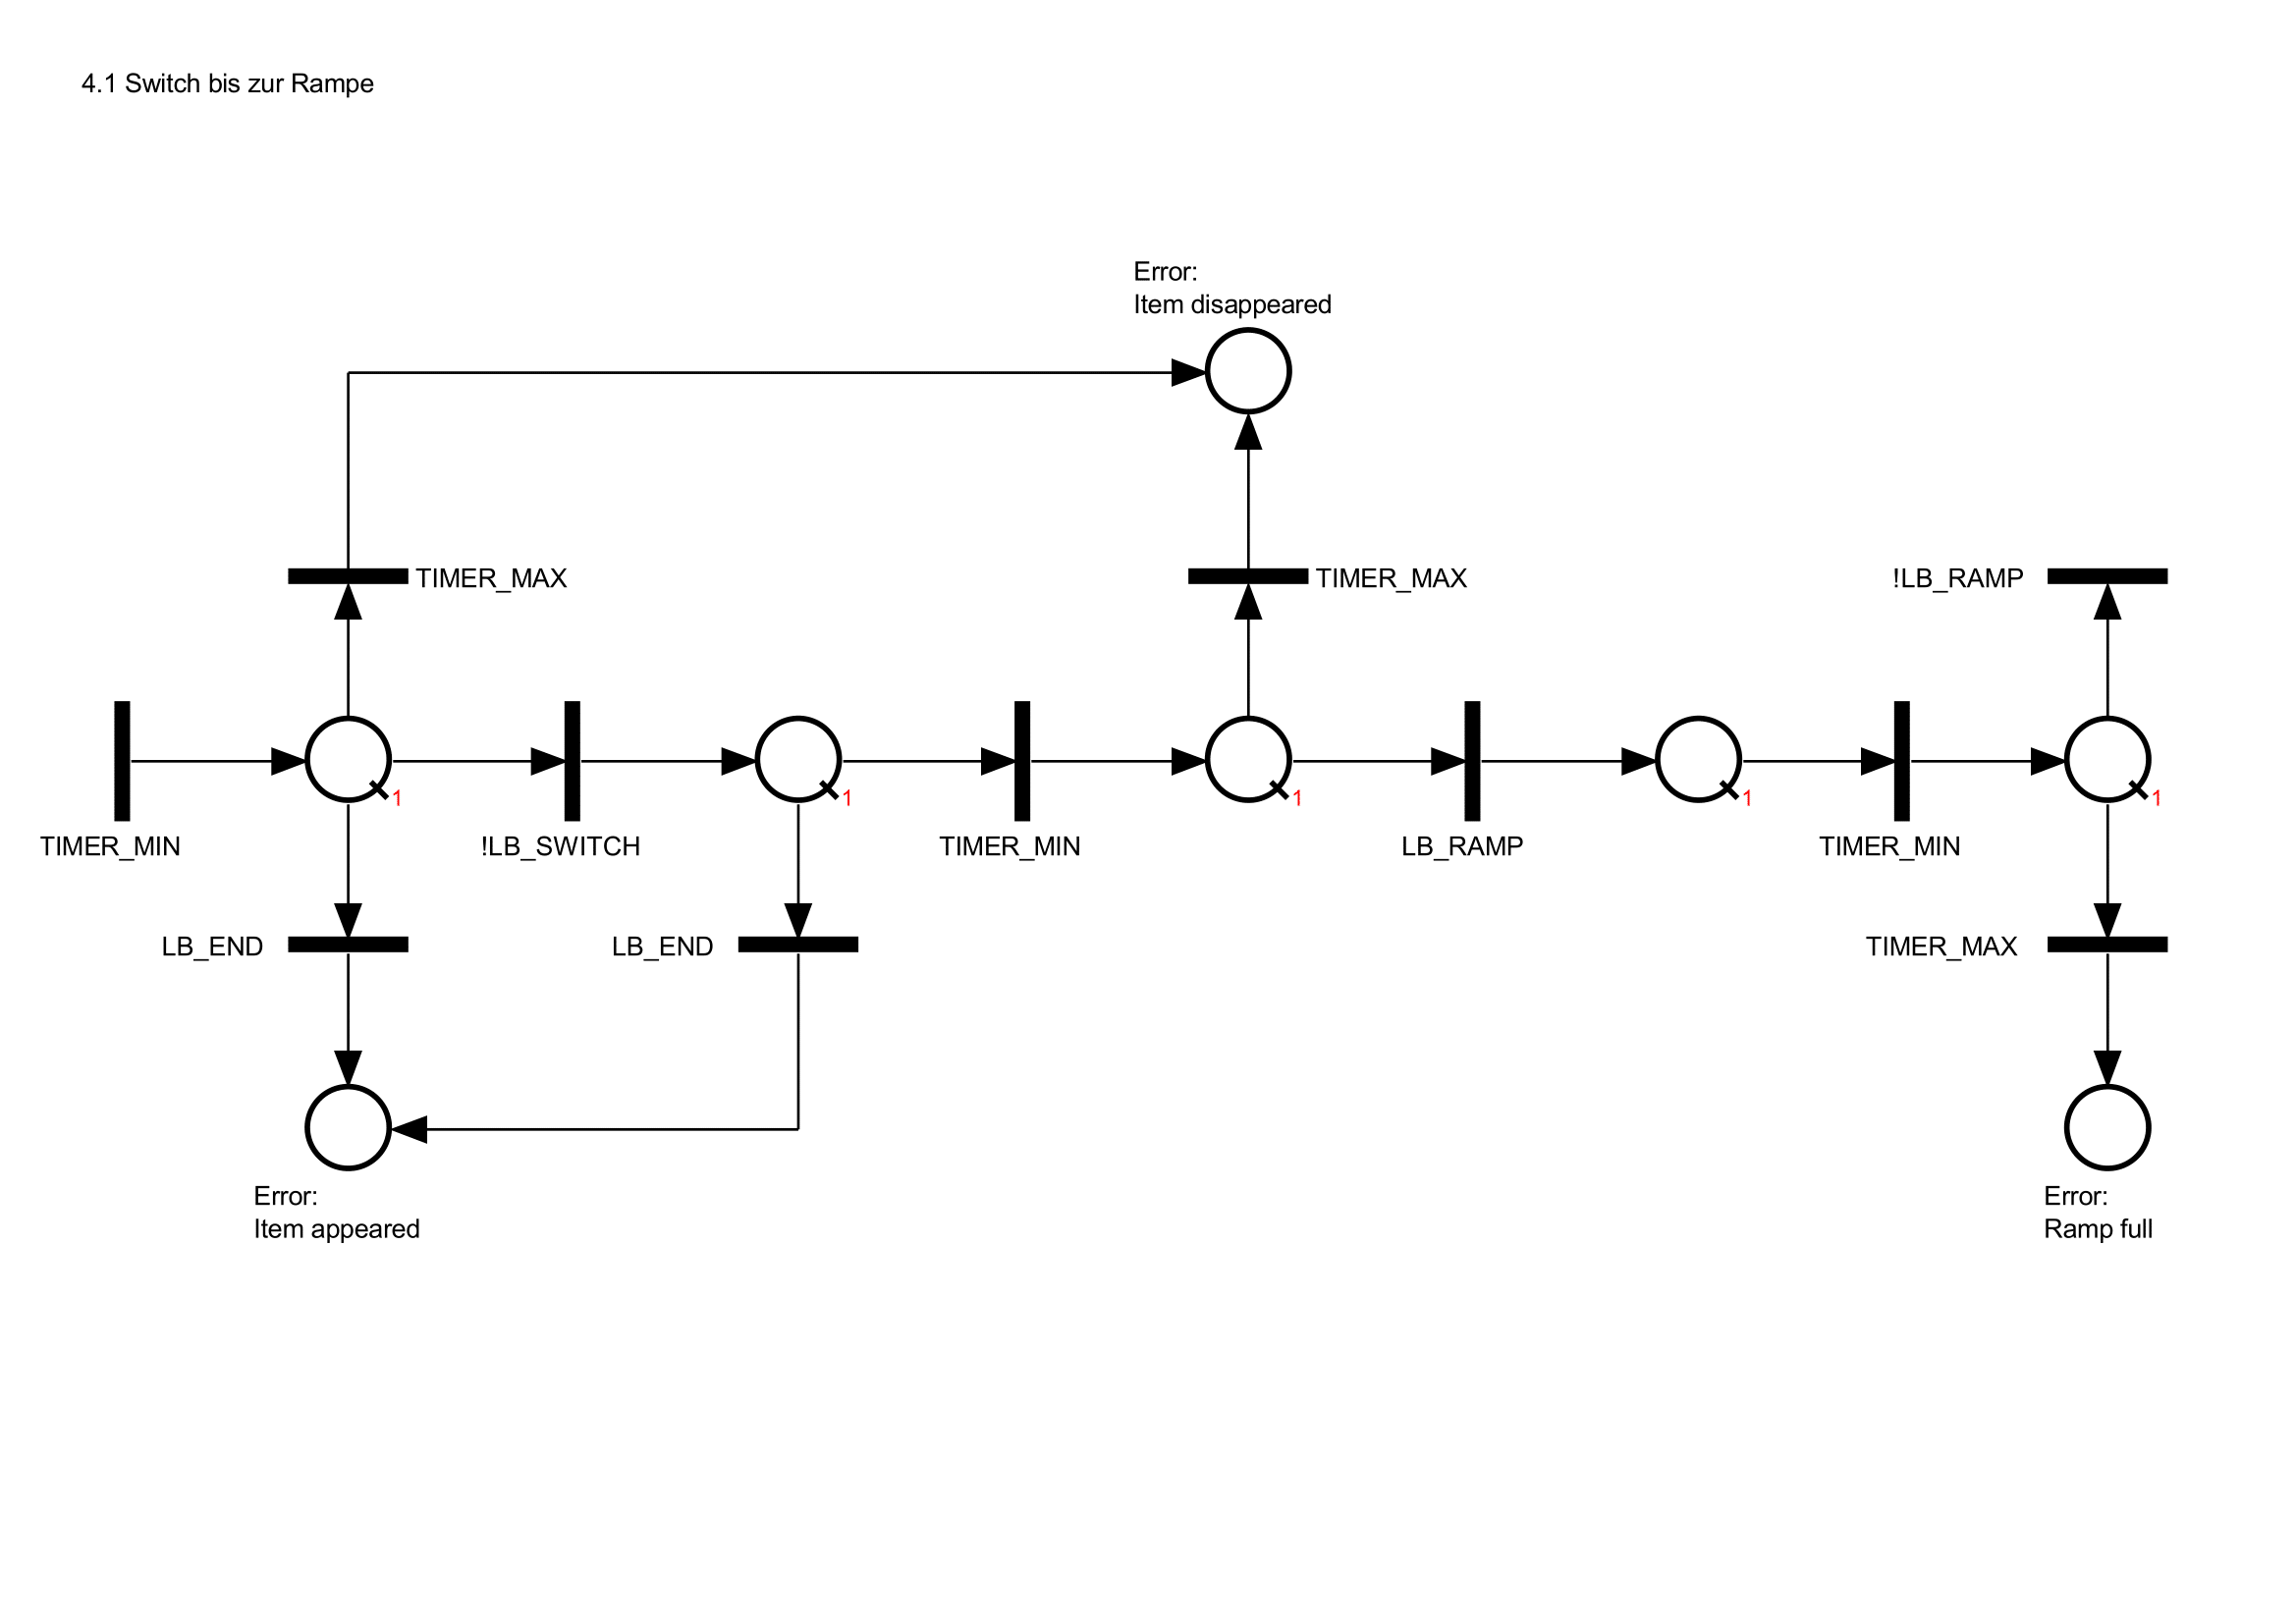 4.1 Switch bis zur Rampe
Error:
Item disappeared
TIMER_MAX
TIMER_MAX
!LB_RAMP
1
1
1
1
1
TIMER_MIN
!LB_SWITCH
TIMER_MIN
LB_RAMP
TIMER_MIN
LB_END
LB_END
TIMER_MAX
Error:
Item appeared
Error:
Ramp full